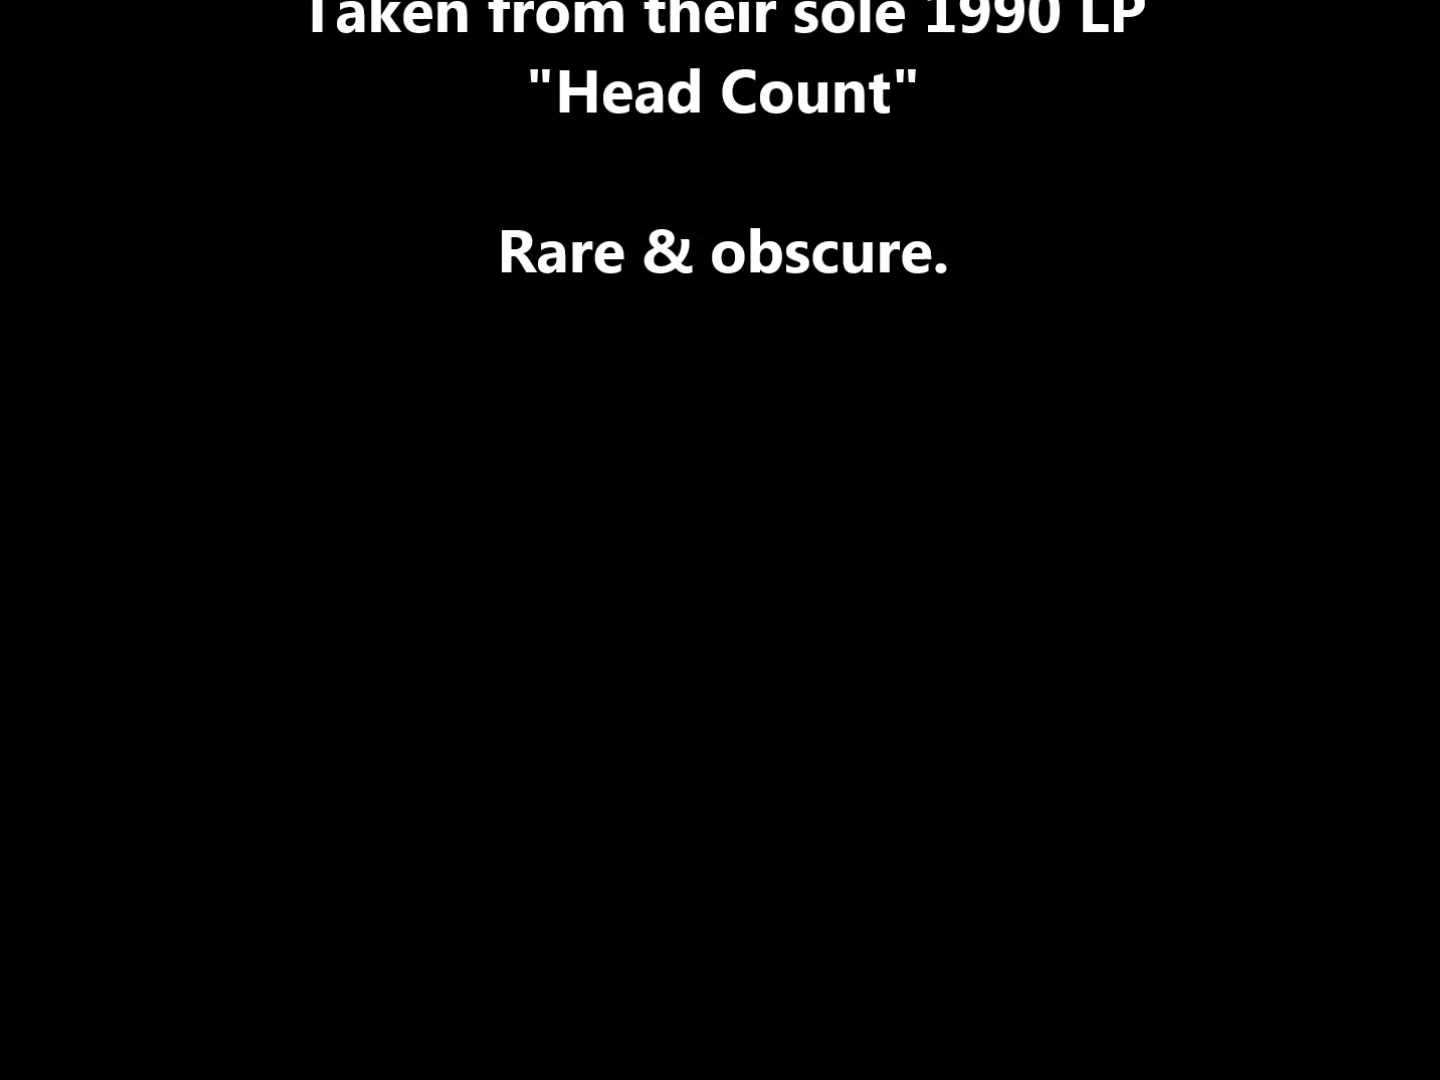 Taken from their sole 1990 LP
"Head Count"
Rare & obscure.